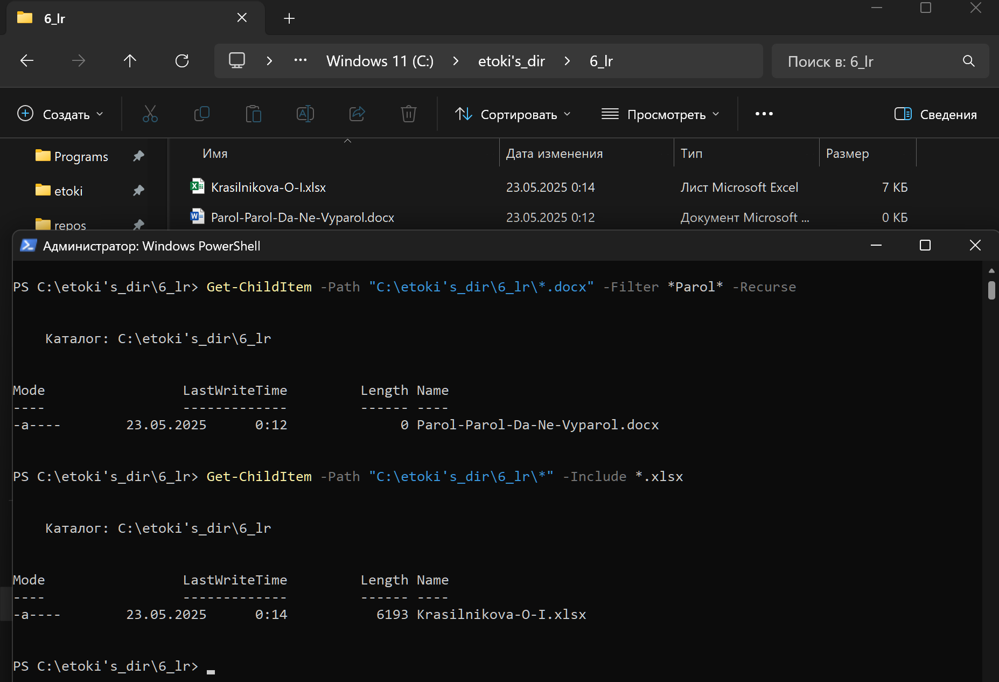 6_lr
Windows 11 (C:) etoki's_dir 6_lr
Поиск в: 6_lr
Создать
Сортировать
Просмотреть
Сведения
Programs
etoki
repos
Имя Дата изменения Тип Размер
Krasilnikova-O-I.xlsx 23.05.2025 0:14 Лист Microsoft Excel 7 КБ
Parol-Parol-Da-Ne-Vyparol.docx 23.05.2025 0:12 Документ Microsoft ... 0 КБ
Администратор: Windows PowerShell
PS C:\etoki's_dir\6_lr> Get-ChildItem -Path "C:\etoki's_dir\6_lr\*.docx" -Filter *Parol* -Recurse
Каталог: C:\etoki's_dir\6_lr
Mode LastWriteTime Length Name
---- ------------- ------ ----
-a---- 23.05.2025 0:12 0 Parol-Parol-Da-Ne-Vyparol.docx
PS C:\etoki's_dir\6_lr> Get-ChildItem -Path "C:\etoki's_dir\6_lr\*" -Include *.xlsx
Каталог: C:\etoki's_dir\6_lr
Mode LastWriteTime Length Name
---- ------------- ------ ----
-a---- 23.05.2025 0:14 6193 Krasilnikova-O-I.xlsx
PS C:\etoki's_dir\6_lr>